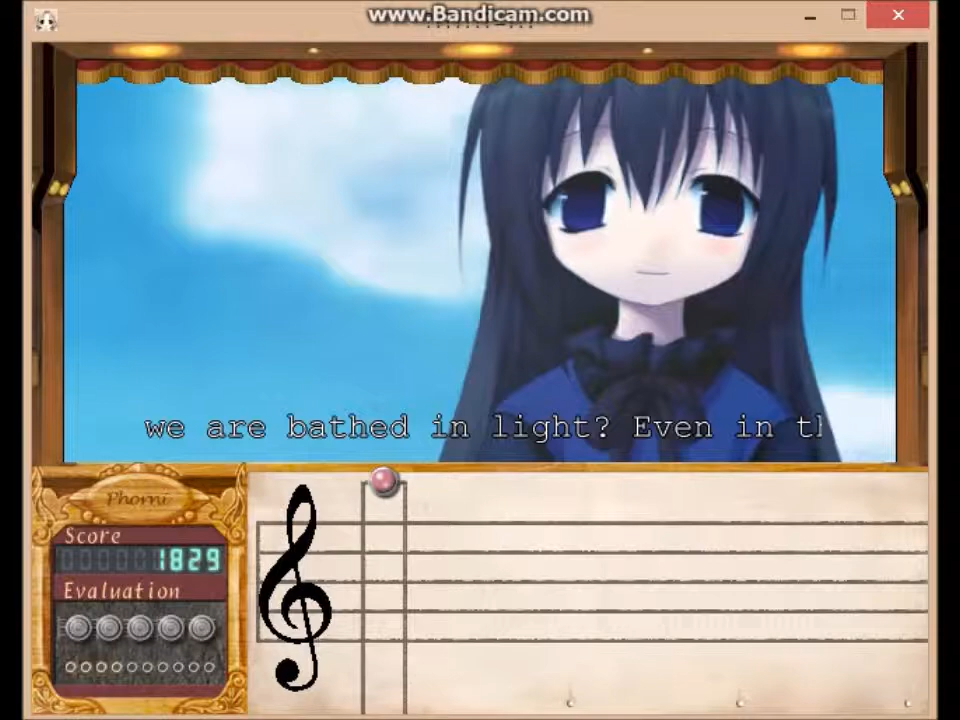 www.Bandicam.com
we are bathed in light? Even in th
Phorni
Score
1829
Evaluation